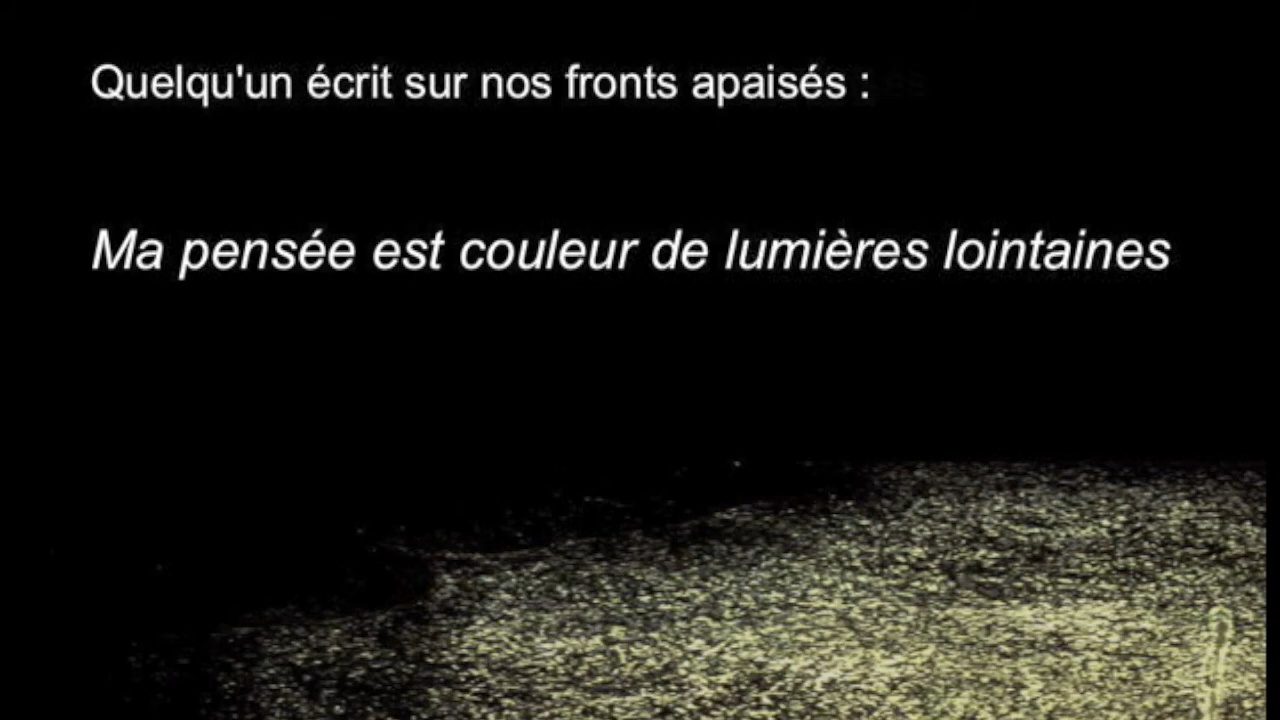 Quelqu'un écrit sur nos fronts apaisés :
Ma pensée est couleur de lumières lointaines